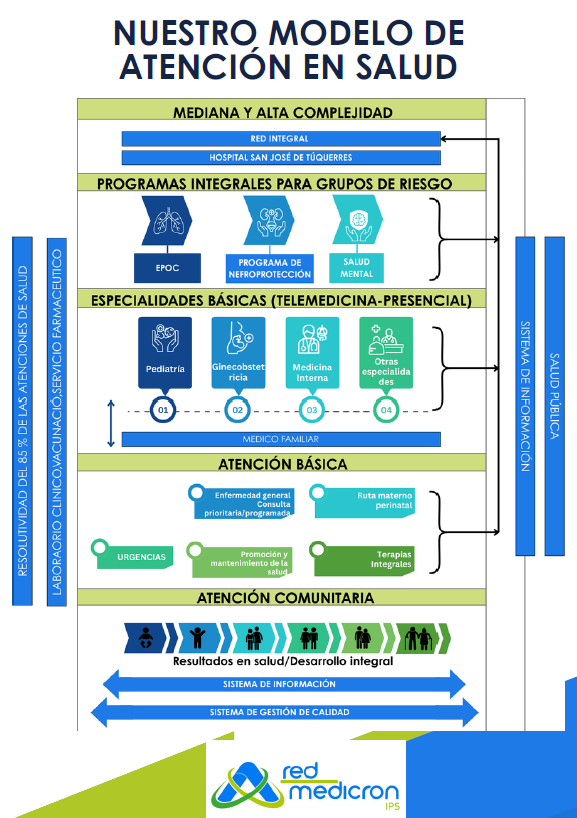 NUESTRO MODELO DE
ATENCIÓN EN SALUD
MEDIANA Y ALTA COMPLEJIDAD
RED INTEGRAL
HOSPITAL SAN JOSÉ DE TÚQUERRES
PROGRAMAS INTEGRALES PARA GRUPOS DE RIESGO
EPOC
PROGRAMA DE
NEFROPROTECCIÓN
SALUD
MENTAL
ESPECIALIDADES BÁSICAS (TELEMEDICINA-PRESENCIAL)
Pediatría
Ginecobstet
rícia
Medicina
Interna
Otras
especialida
des
01
02
03
04
MEDICO FAMILIAR
ATENCIÓN BÁSICA
Enfermedad general
Consulta
prioritaria/programada
Ruta materno
perinatal
URGENCIAS
Promoción y
mantenimiento de la
salud
Terapias
Integrales
ATENCIÓN COMUNITARIA
Resultados en salud/Desarrollo integral
SISTEMA DE INFORMACIÓN
SISTEMA DE GESTIÓN DE CALIDAD
RESOLUTIVIDAD DEL 85 % DE LAS ATENCIONES DE SALUD
LABORAORIO CLINICO,VACUNACIÓ,SERVICIO FARMACEUTICO
SISTEMA DE INFORMACIÓN
SALUD PÚBLICA
red
medicron
IPS